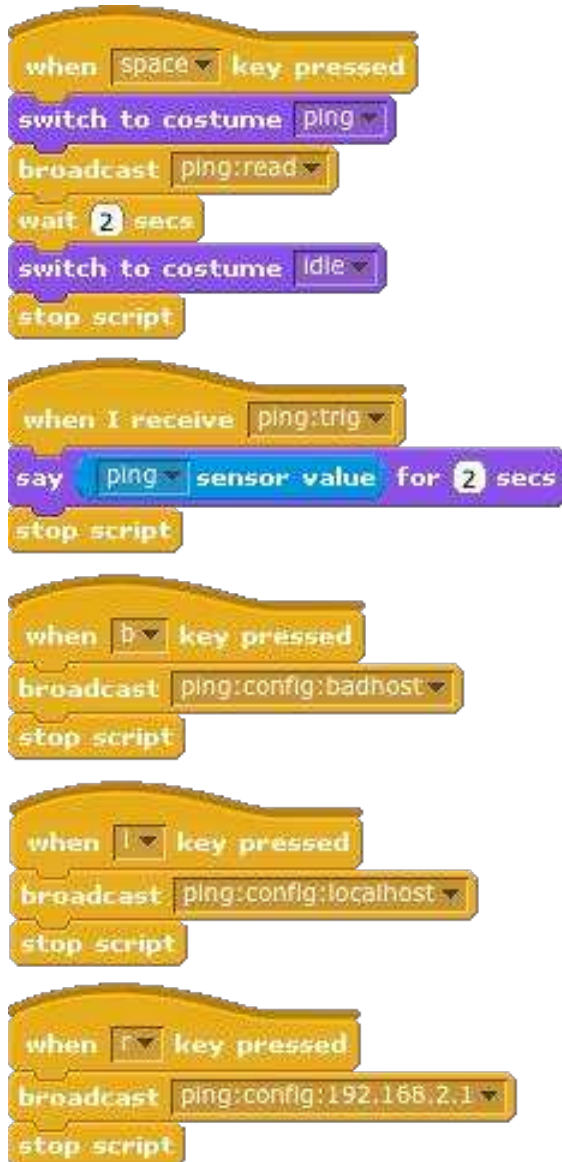 when space key pressed
switch to costume ping
broadcast ping:read
wait 2 secs
switch to costume idle
stop script
when I receive ping:trig
say ping sensor value for 2 secs
stop script
when b key pressed
broadcast ping:config:badhost
stop script
when l key pressed
broadcast ping:config:localhost
stop script
when r key pressed
broadcast ping:config:192.168.2.1
stop script